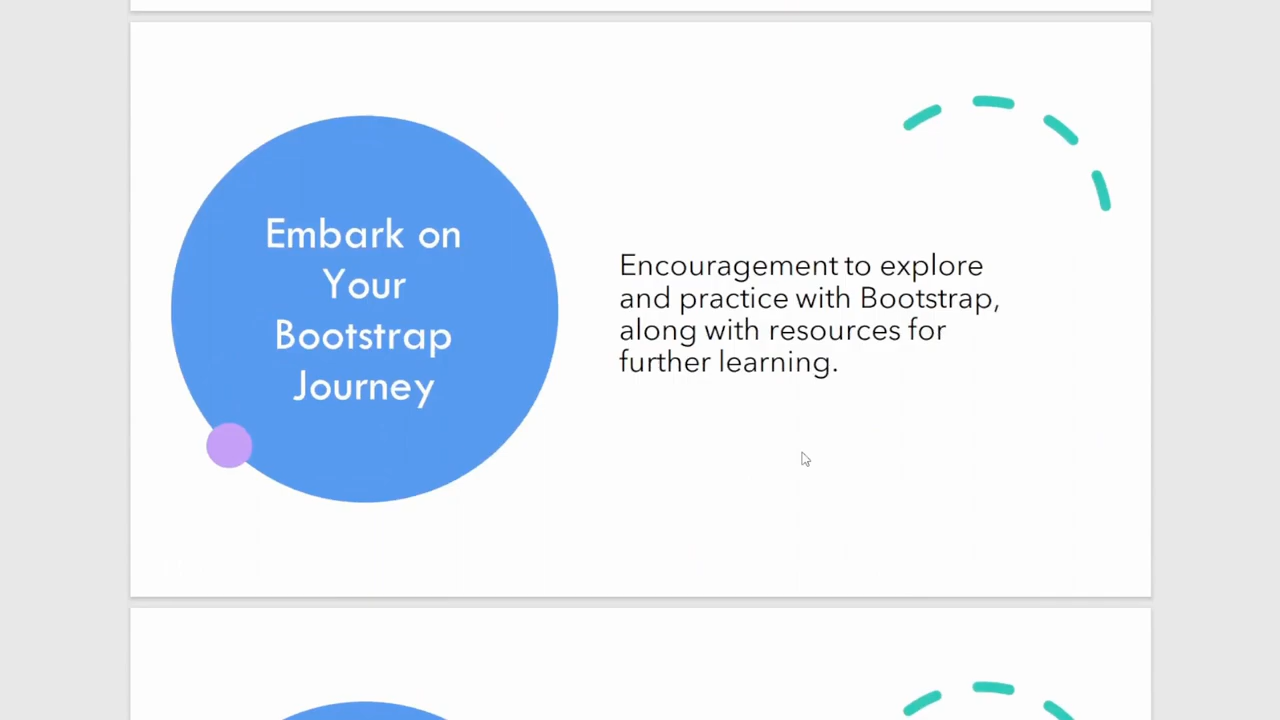 Embark on
Your
Bootstrap
Journey
Encouragement to explore
and practice with Bootstrap,
along with resources for
further learning.